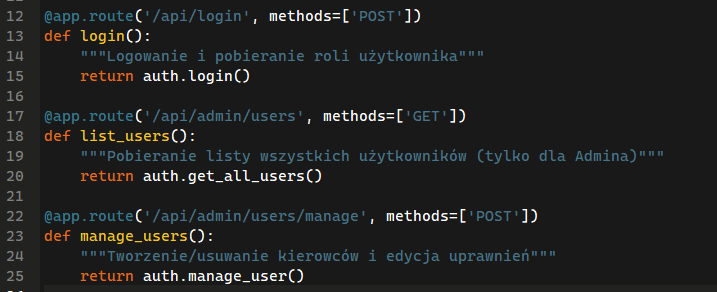 12 @app.route('/api/login', methods=['POST'])
13 def login():
14     """Logowanie i pobieranie roli użytkownika"""
15     return auth.login()
16
17 @app.route('/api/admin/users', methods=['GET'])
18 def list_users():
19     """Pobieranie listy wszystkich użytkowników (tylko dla Admina)"""
20     return auth.get_all_users()
21
22 @app.route('/api/admin/users/manage', methods=['POST'])
23 def manage_users():
24     """Tworzenie/usuwanie kierowców i edycja uprawnień"""
25     return auth.manage_user()